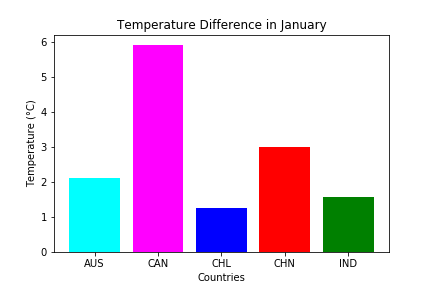 Temperature Difference in January
Temperature (°C)
6
5
4
3
2
1
0
AUS CAN CHL CHN IND
Countries